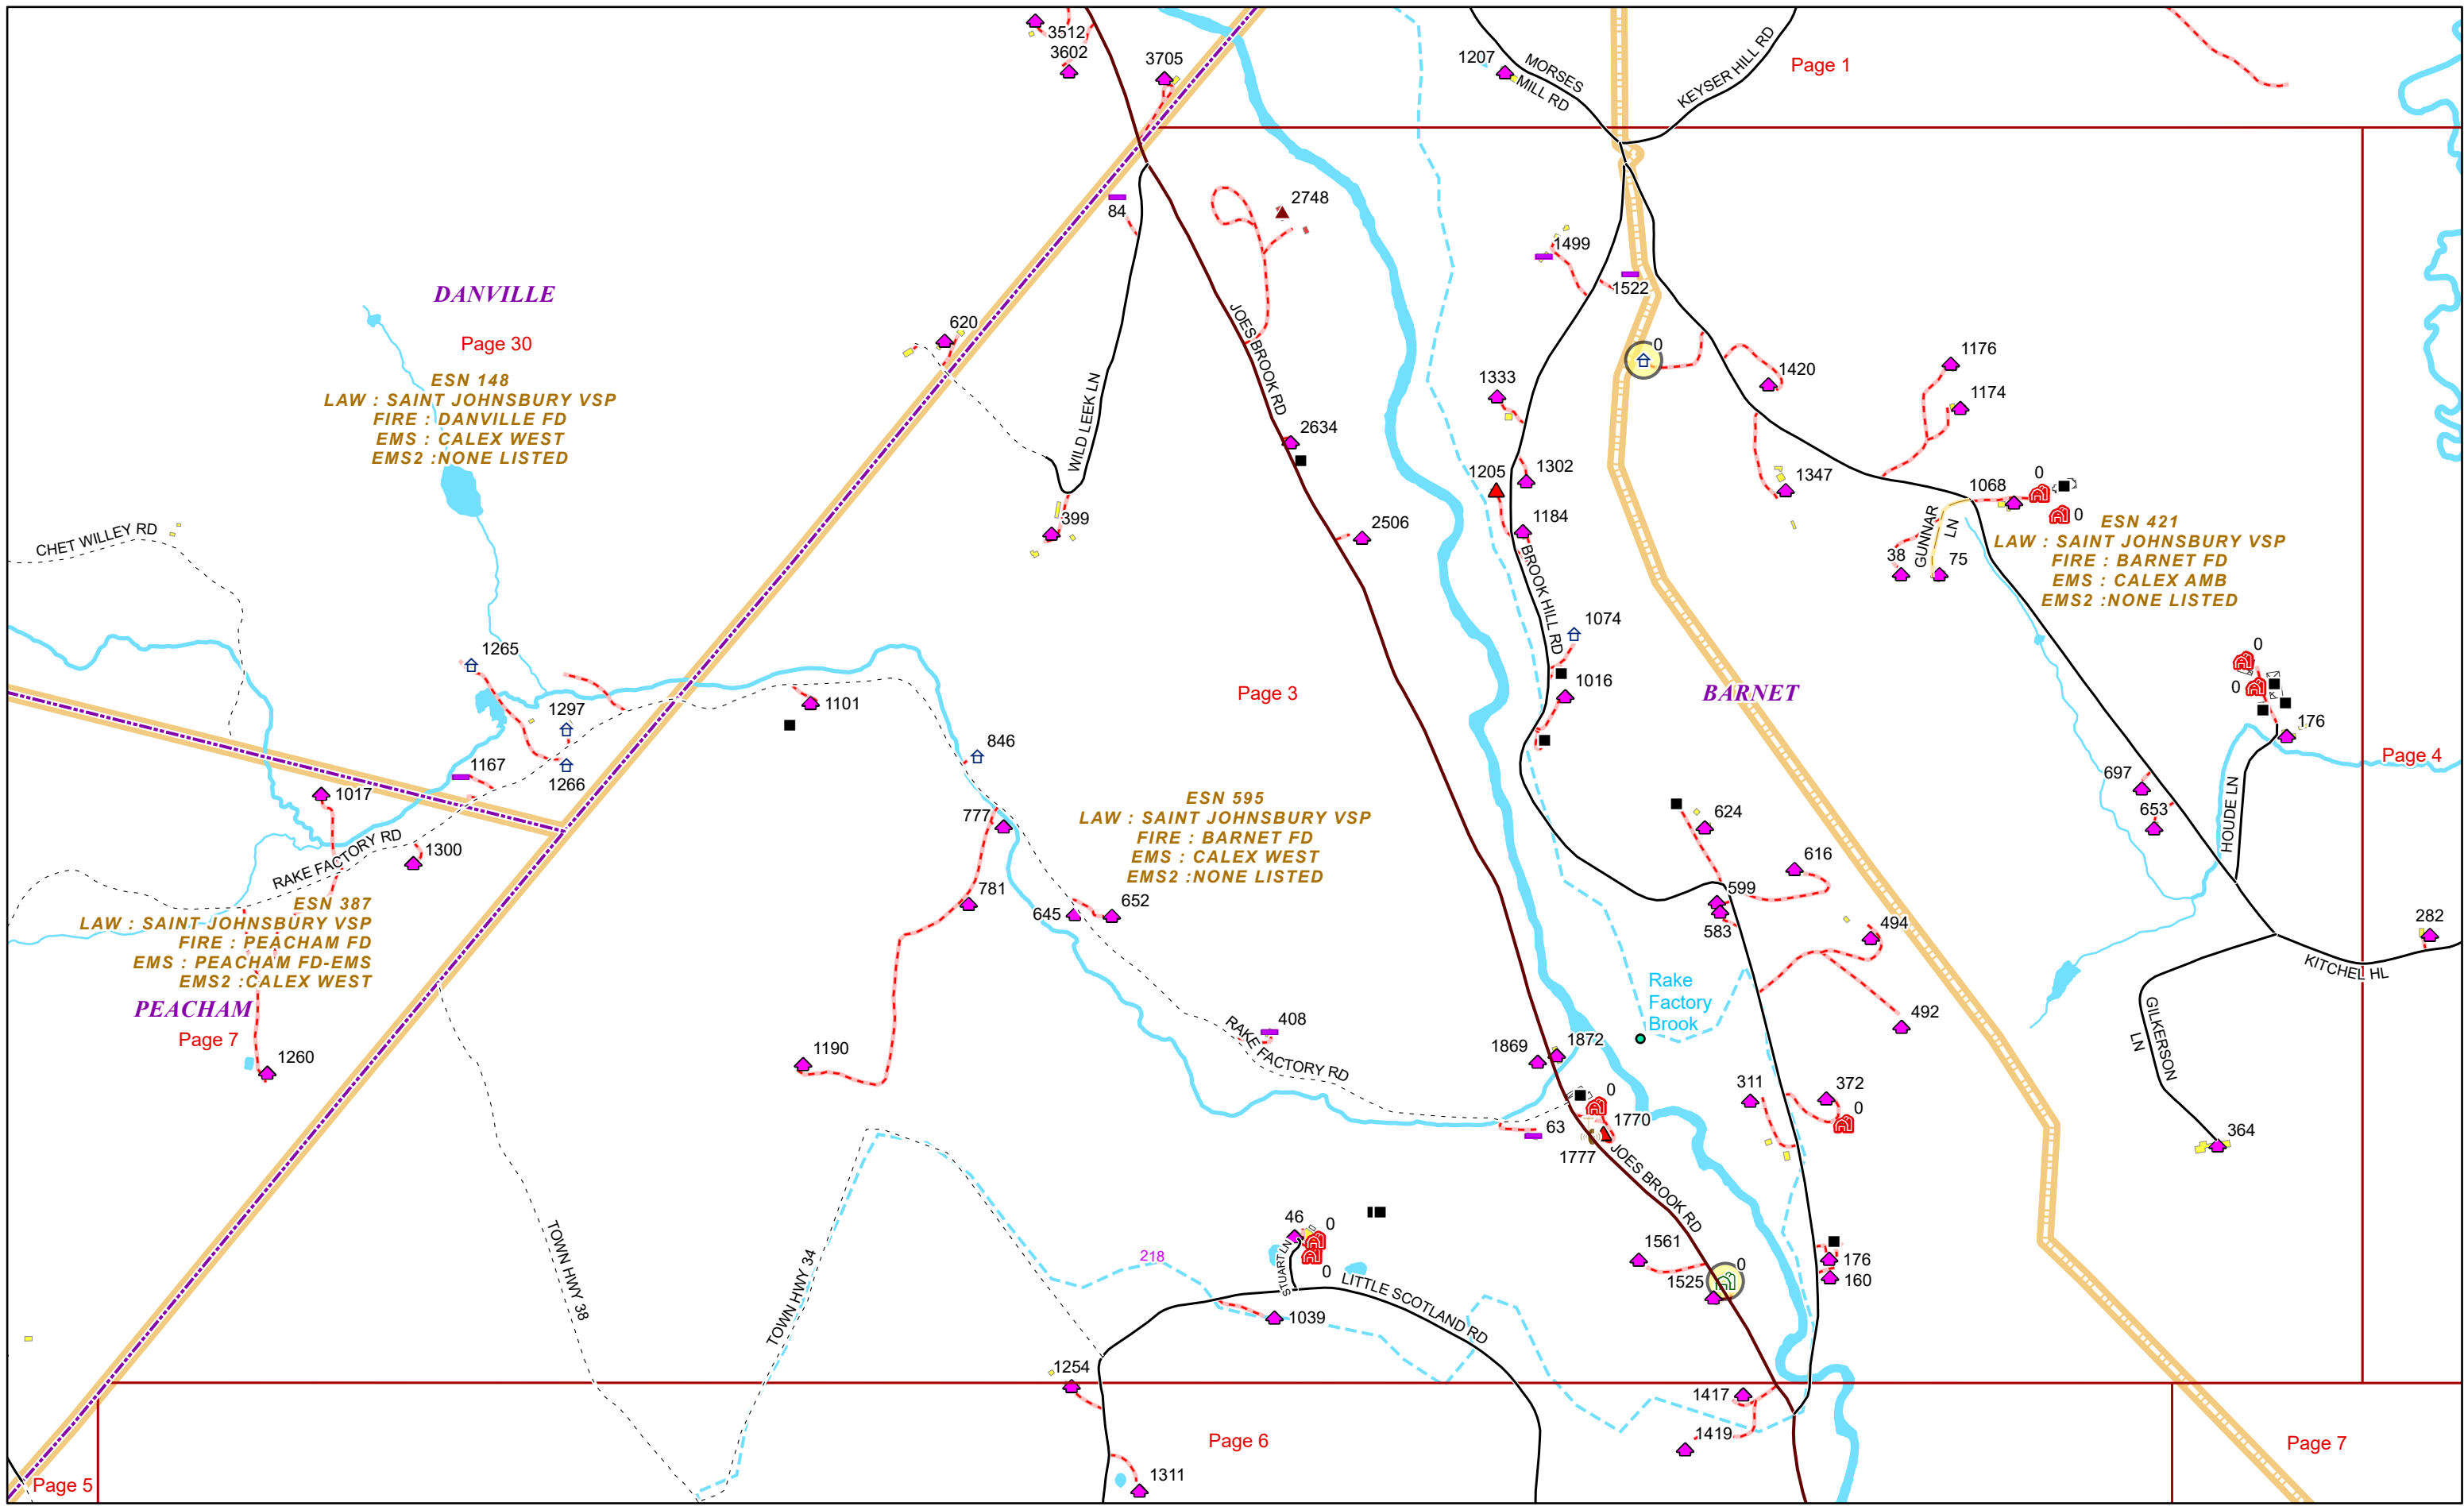 3512
3602
3705
1207
MORSES
MILL RD
KEYSER HILL RD
Page 1
84
2748
1499
1522
DANVILLE
Page 30
ESN 148
LAW : SAINT JOHNSBURY VSP
FIRE : DANVILLE FD
EMS : CALEX WEST
EMS2 :NONE LISTED
620
JOES BROOK RD
WILD LEEK LN
0
1420
1176
1174
1333
2634
1205
1302
1347
1068
0
0
399
2506
1184
BROOK HILL RD
GUNNAR
LN
38
75
ESN 421
LAW : SAINT JOHNSBURY VSP
FIRE : BARNET FD
EMS : CALEX AMB
EMS2 :NONE LISTED
CHET WILLEY RD
1265
1074
0
0
176
1297
1101
Page 3
1016
BARNET
846
1167
1266
1017
Page 4
697
653
HOUDE LN
777
ESN 595
LAW : SAINT JOHNSBURY VSP
FIRE : BARNET FD
EMS : CALEX WEST
EMS2 :NONE LISTED
624
616
RAKE FACTORY RD
1300
781
645
652
599
583
494
282
KITCHEL HL
ESN 387
LAW : SAINT JOHNSBURY VSP
FIRE : PEACHAM FD
EMS : PEACHAM FD-EMS
EMS2 :CALEX WEST
PEACHAM
Page 7
1260
Rake
Factory
Brook
492
GILKERSON
LN
408
RAKE FACTORY RD
1190
1869
1872
0
1770
63
1777
311
372
0
364
JOES BROOK RD
TOWN HWY 38
TOWN HWY 34
46
0
0
STUART LN
218
LITTLE SCOTLAND RD
1561
1525
0
176
160
1039
1254
1417
1419
Page 6
1311
Page 5
Page 7